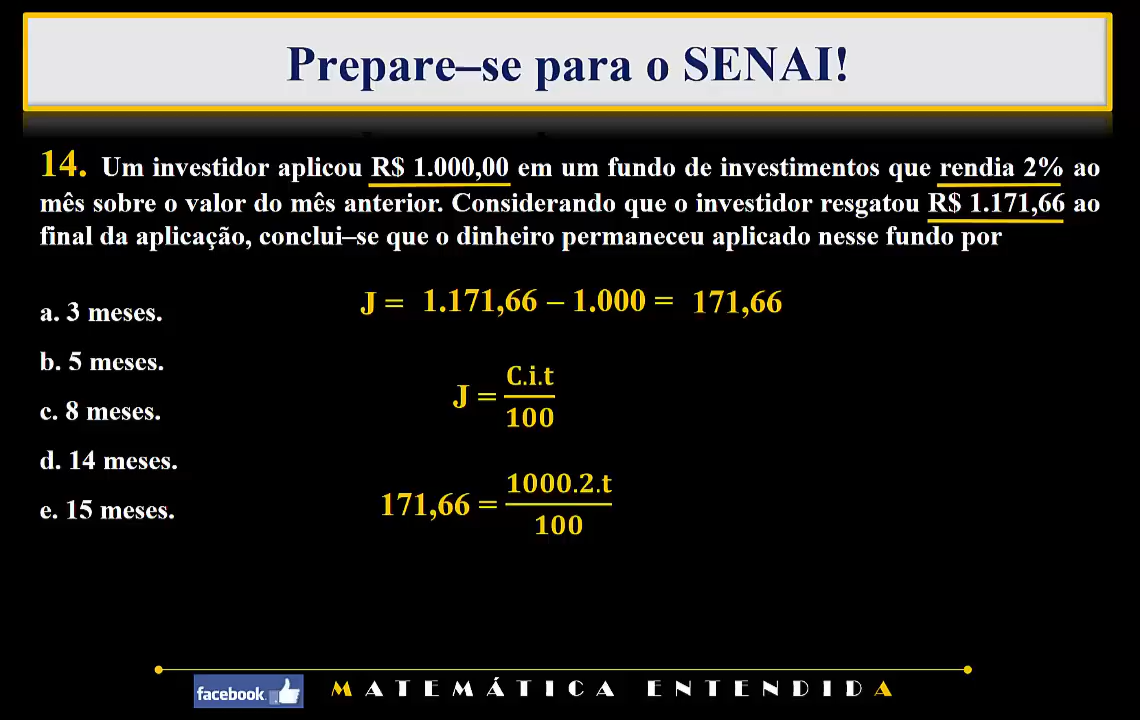 Prepare–se para o SENAI!
14. Um investidor aplicou R$ 1.000,00 em um fundo de investimentos que rendia 2% ao
mês sobre o valor do mês anterior. Considerando que o investidor resgatou R$ 1.171,66 ao
final da aplicação, conclui–se que o dinheiro permaneceu aplicado nesse fundo por
a. 3 meses.
b. 5 meses.
c. 8 meses.
d. 14 meses.
e. 15 meses.
J = 1.171,66 – 1.000 = 171,66
J = C.i.t / 100
171,66 = 1000.2.t / 100
facebook. MATEMÁTICA ENTENDIDA